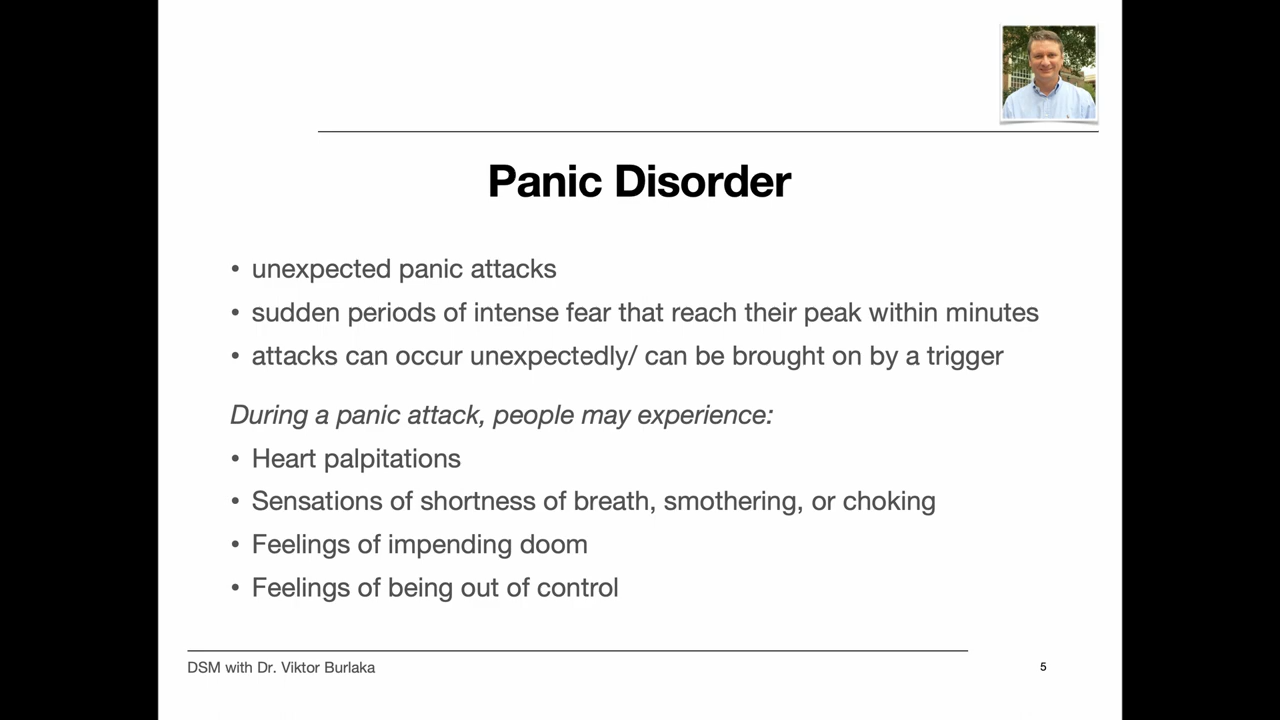 Panic Disorder
• unexpected panic attacks
• sudden periods of intense fear that reach their peak within minutes
• attacks can occur unexpectedly/ can be brought on by a trigger
During a panic attack, people may experience:
• Heart palpitations
• Sensations of shortness of breath, smothering, or choking
• Feelings of impending doom
• Feelings of being out of control
DSM with Dr. Viktor Burlaka
5